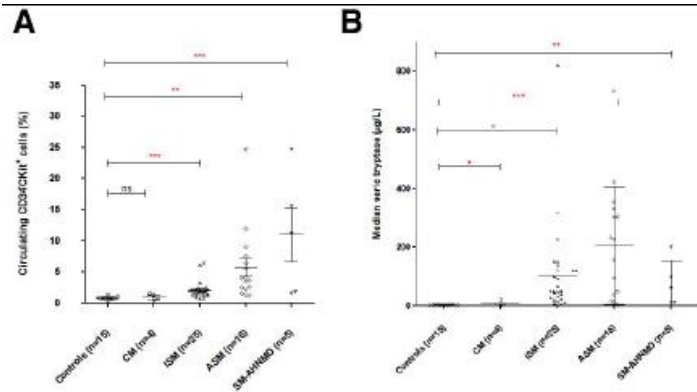 A
B
Circulating CD34CKit⁺ cells (%)
35
30
25
20
15
10
5
0
***
**
***
ns
Controls (n=15)
CM (n=4)
ISM (n=25)
ASM (n=16)
SM-AHNMD (n=5)
Median seric tryptase (µg/L)
800
600
400
200
0
**
***
*
*
Controls (n=15)
CM (n=4)
ISM (n=25)
ASM (n=16)
SM-AHNMD (n=5)